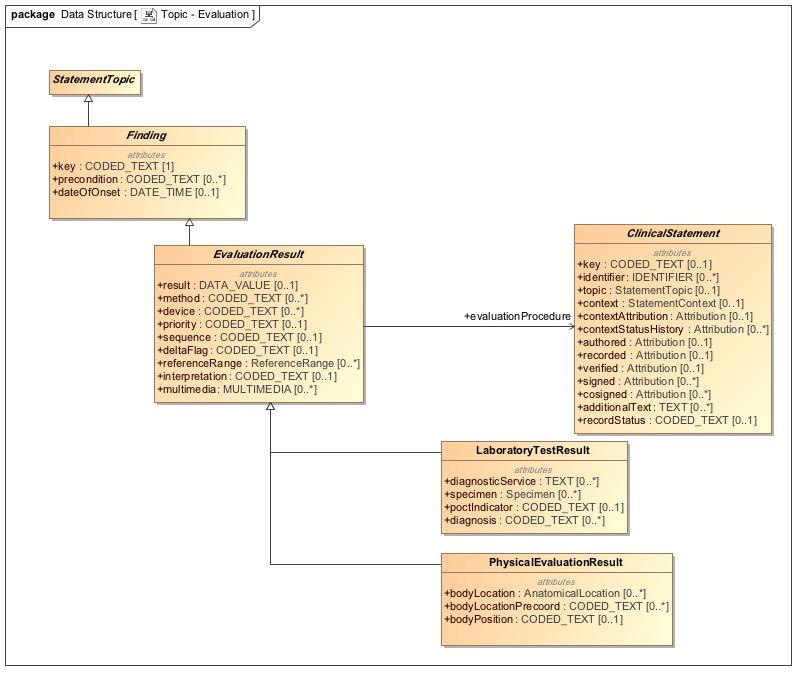 package Data Structure [ Topic - Evaluation ]
StatementTopic
Finding
attributes
+key : CODED_TEXT [1]
+precondition : CODED_TEXT [0..*]
+dateOfOnset : DATE_TIME [0..1]
EvaluationResult
attributes
+result : DATA_VALUE [0..1]
+method : CODED_TEXT [0..*]
+device : CODED_TEXT [0..*]
+priority : CODED_TEXT [0..1]
+sequence : CODED_TEXT [0..1]
+deltaFlag : CODED_TEXT [0..1]
+referenceRange : ReferenceRange [0..*]
+interpretation : CODED_TEXT [0..1]
+multimedia : MULTIMEDIA [0..*]
+evaluationProcedure
ClinicalStatement
attributes
+key : CODED_TEXT [0..1]
+identifier : IDENTIFIER [0..*]
+topic : StatementTopic [0..1]
+context : StatementContext [0..1]
+contextAttribution : Attribution [0..1]
+contextStatusHistory : Attribution [0..*]
+authored : Attribution [0..1]
+recorded : Attribution [0..1]
+verified : Attribution [0..1]
+signed : Attribution [0..*]
+cosigned : Attribution [0..*]
+additionalText : TEXT [0..*]
+recordStatus : CODED_TEXT [0..1]
LaboratoryTestResult
attributes
+diagnosticService : TEXT [0..*]
+specimen : Specimen [0..*]
+poctIndicator : CODED_TEXT [0..1]
+diagnosis : CODED_TEXT [0..*]
PhysicalEvaluationResult
attributes
+bodyLocation : AnatomicalLocation [0..*]
+bodyLocationPrecoord : CODED_TEXT [0..*]
+bodyPosition : CODED_TEXT [0..1]